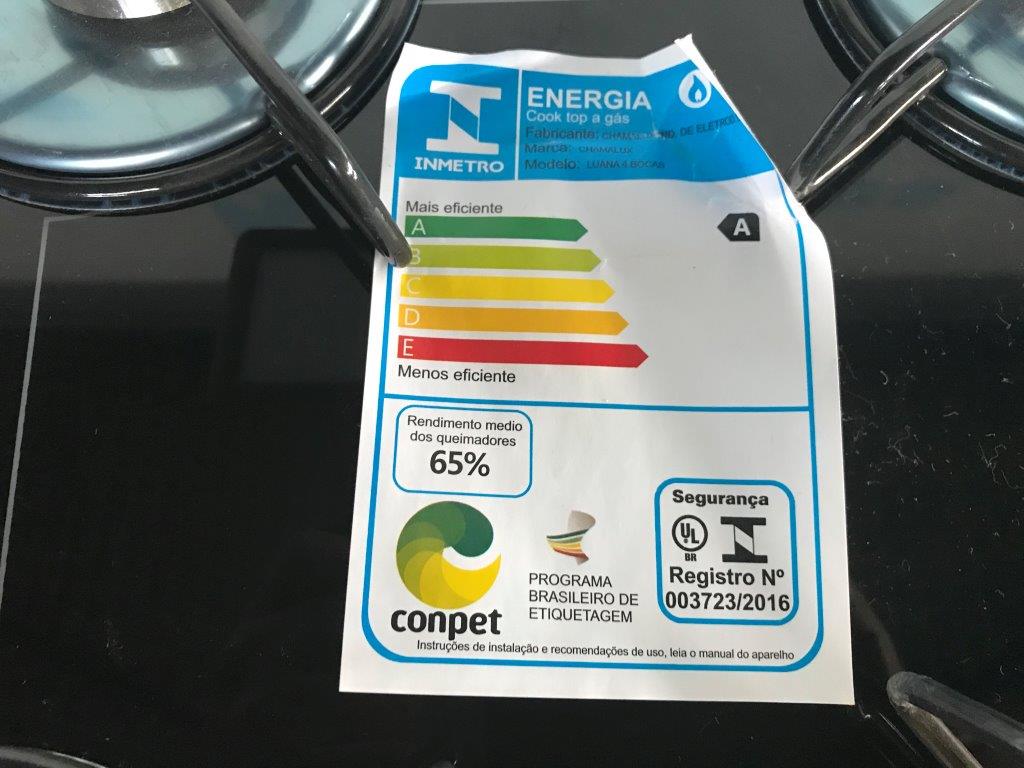 INMETRO
ENERGIA
Cook top a gás
Fabricante: DE ELETROD
Marca: CHAMALUX
Modelo: LUANA 4 BOCAS
Mais eficiente
A
A
B
C
D
E
Menos eficiente
Rendimento medio
dos queimadores
65%
conpet
PROGRAMA
BRASILEIRO DE
ETIQUETAGEM
Segurança
UL
BR
Registro Nº
003723/2016
Instruções de instalação e recomendações de uso, leia o manual do aparelho